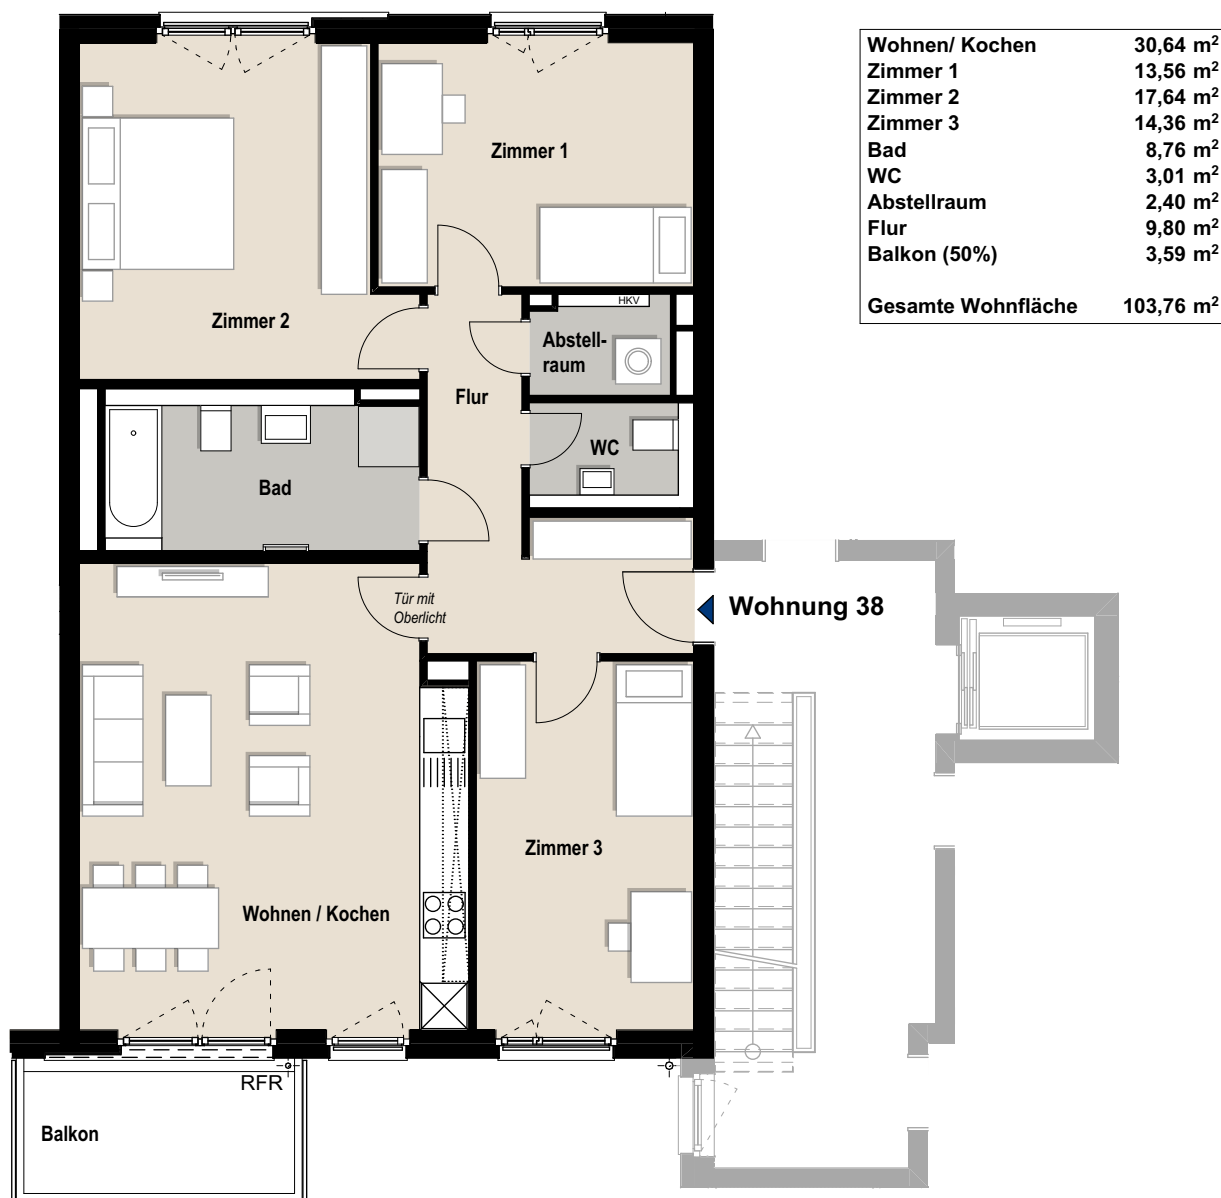 Wohnen/ Kochen 30,64 m²
Zimmer 1 13,56 m²
Zimmer 2 17,64 m²
Zimmer 3 14,36 m²
Bad 8,76 m²
WC 3,01 m²
Abstellraum 2,40 m²
Flur 9,80 m²
Balkon (50%) 3,59 m²
Gesamte Wohnfläche 103,76 m²
Zimmer 1
Zimmer 2
HKV
Abstell-
raum
Flur
WC
Bad
Tür mit
Oberlicht
Wohnung 38
Zimmer 3
Wohnen / Kochen
RFR
Balkon